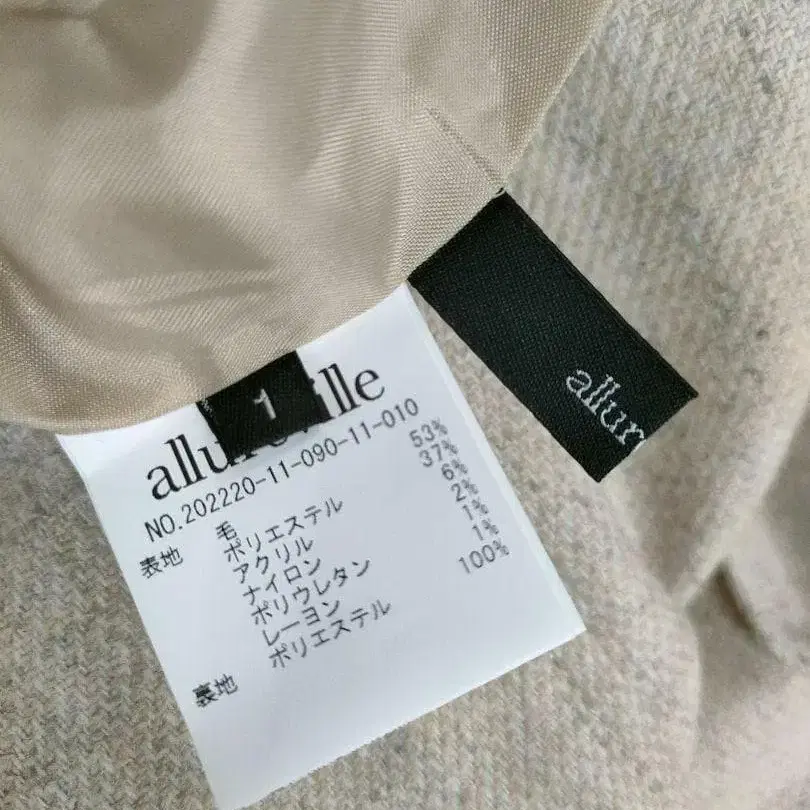 allur
1
allur ille
NO.202220-11-090-11-010
表地 毛 53%
ポリエステル 37%
アクリル 6%
ナイロン 2%
ポリウレタン 1%
レーヨン 1%
裏地 ポリエステル 100%